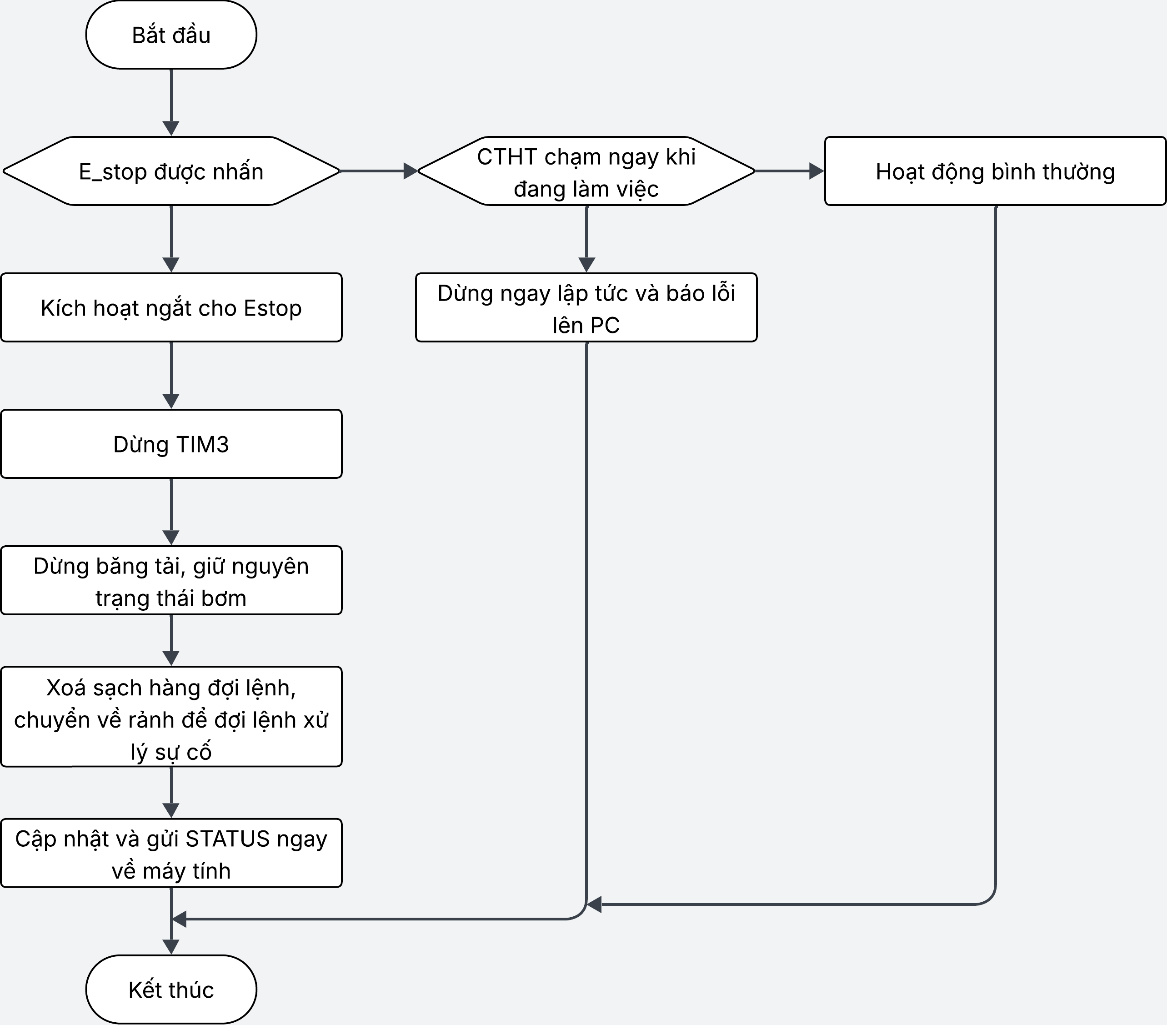 Bắt đầu
E_stop được nhấn
CTHT chạm ngay khi
đang làm việc
Hoạt động bình thường
Kích hoạt ngắt cho Estop
Dừng ngay lập tức và báo lỗi
lên PC
Dừng TIM3
Dừng băng tải, giữ nguyên
trạng thái bơm
Xoá sạch hàng đợi lệnh,
chuyển về rảnh để đợi lệnh xử
lý sự cố
Cập nhật và gửi STATUS ngay
về máy tính
Kết thúc